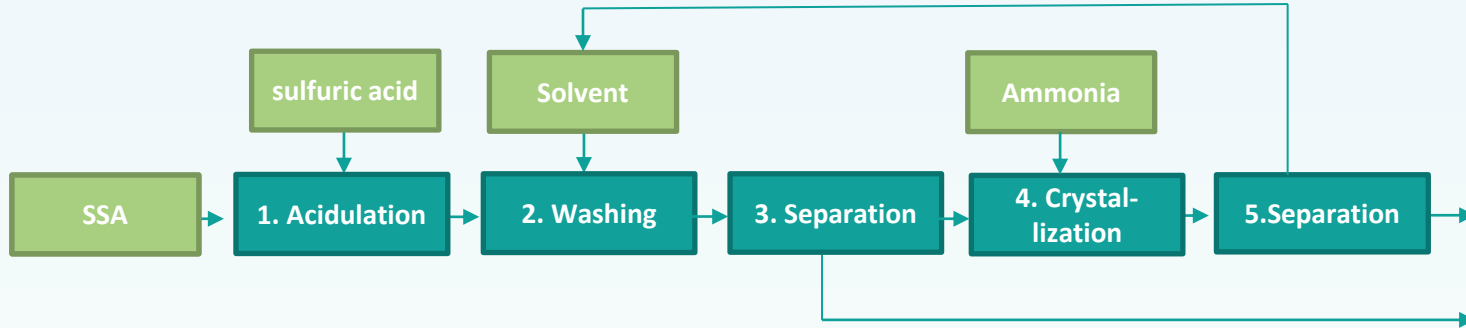 sulfuric acid
Solvent
Ammonia
SSA
1. Acidulation
2. Washing
3. Separation
4. Crystal-
lization
5.Separation